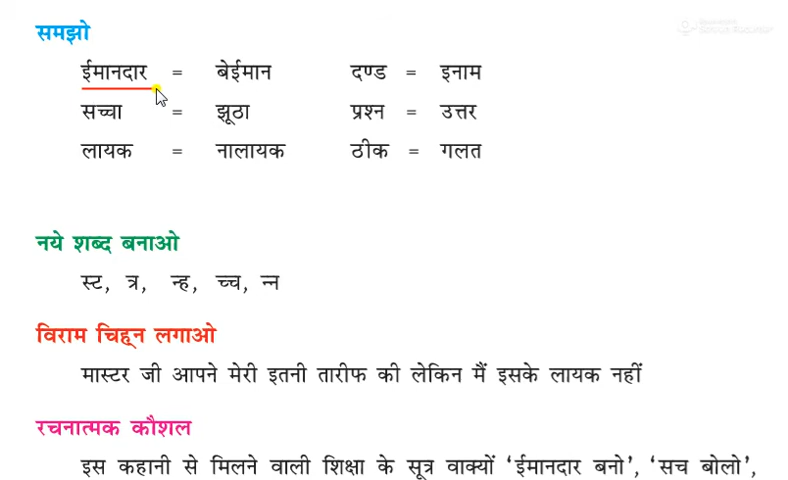 समझो
ईमानदार = बेईमान दण्ड = इनाम
सच्चा = झूठा प्रश्न = उत्तर
लायक = नालायक ठीक = गलत
नये शब्द बनाओ
स्ट, त्र, न्ह, च्च, न्न
विराम चिह्न लगाओ
मास्टर जी आपने मेरी इतनी तारीफ की लेकिन मैं इसके लायक नहीं
रचनात्मक कौशल
इस कहानी से मिलने वाली शिक्षा के सूत्र वाक्यों ‘ईमानदार बनो’, ‘सच बोलो’,